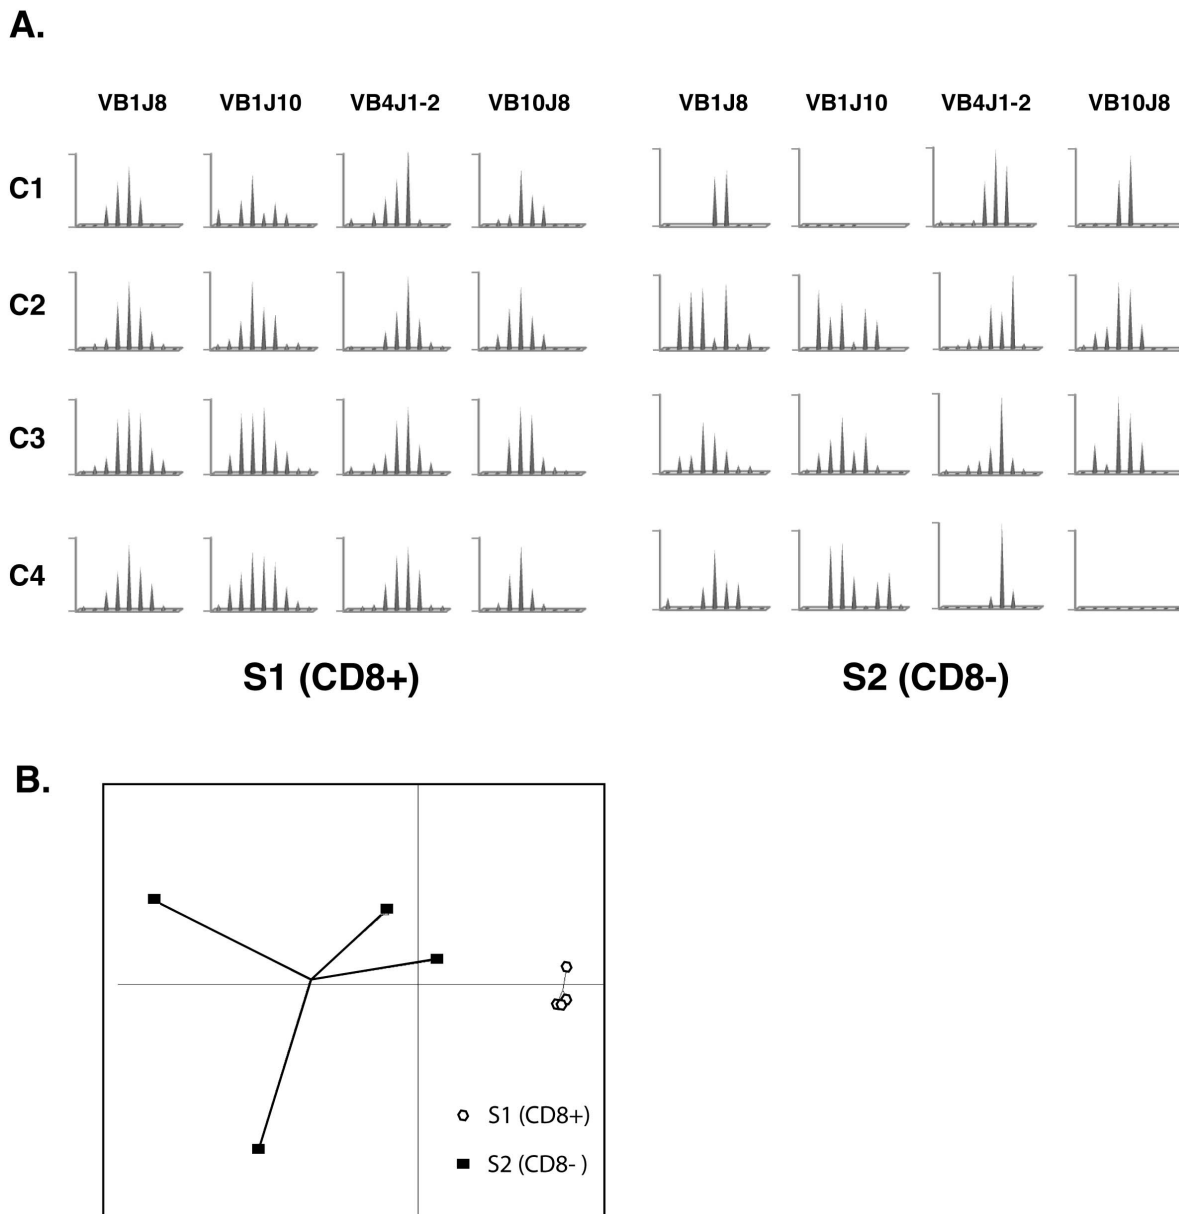 A.
VB1J8 VB1J10 VB4J1-2 VB10J8 VB1J8 VB1J10 VB4J1-2 VB10J8
C1
C2
C3
C4
S1 (CD8+) S2 (CD8-)
B.
S1 (CD8+)
S2 (CD8- )